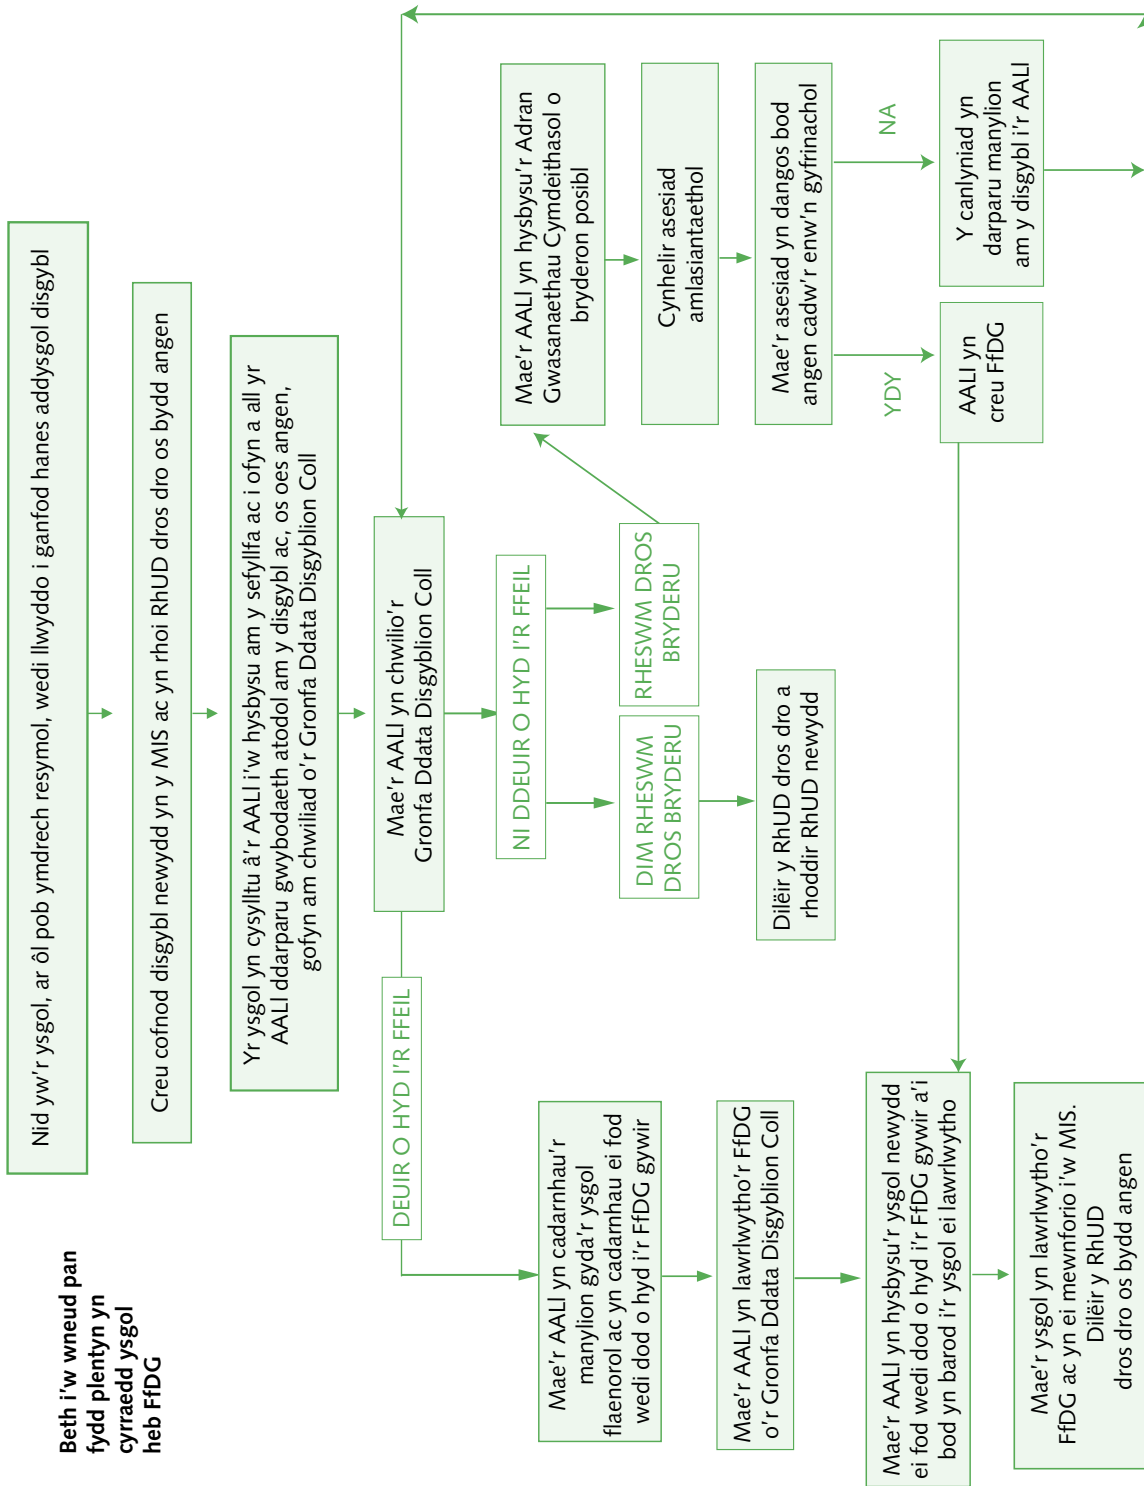 Beth i'w wneud pan
fydd plentyn yn
cyrraedd ysgol
heb FfDG
Nid yw'r ysgol, ar ôl pob ymdrech resymol, wedi llwyddo i ganfod hanes addysgol disgybl
Creu cofnod disgybl newydd yn y MIS ac yn rhoi RhUD dros dro os bydd angen
Yr ysgol yn cysylltu â'r AALl i'w hysbysu am y sefyllfa ac i ofyn a all yr
AALl ddarparu gwybodaeth atodol am y disgybl ac, os oes angen,
gofyn am chwiliad o'r Gronfa Ddata Disgyblion Coll
Mae'r AALl yn chwilio'r
Gronfa Ddata Disgyblion Coll
DEUIR O HYD I'R FFEIL
Mae'r AALl yn cadarnhau'r
manylion gyda'r ysgol
flaenorol ac yn cadarnhau ei fod
wedi dod o hyd i'r FfDG gywir
Mae'r AALl yn lawrlwytho'r FfDG
o'r Gronfa Ddata Disgyblion Coll
Mae'r AALl yn hysbysu'r ysgol newydd
ei fod wedi dod o hyd i'r FfDG gywir a'i
bod yn barod i'r ysgol ei lawrlwytho
Mae'r ysgol yn lawrlwytho'r
FfDG ac yn ei mewnforio i'w MIS.
Dilëir y RhUD
dros dro os bydd angen
NI DDEUIR O HYD I'R FFEIL
DIM RHESWM
DROS BRYDERU
Dilëir y RhUD dros dro a
rhoddir RhUD newydd
RHESWM DROS
BRYDERU
Mae'r AALl yn hysbysu'r Adran
Gwasanaethau Cymdeithasol o
bryderon posibl
Cynhelir asesiad
amlasiantaethol
Mae'r asesiad yn dangos bod
angen cadw'r enw'n gyfrinachol
YDY
AALl yn
creu FfDG
NA
Y canlyniad yn
darparu manylion
am y disgybl i'r AALl